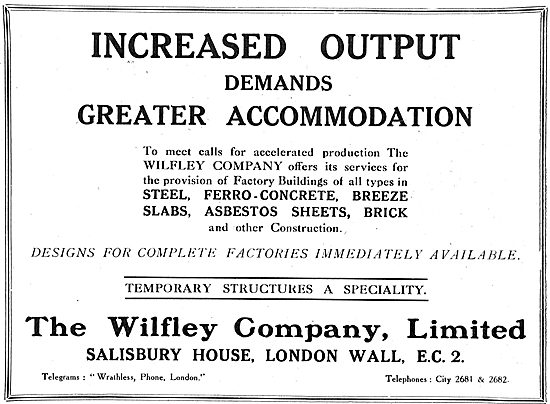 INCREASED OUTPUT
DEMANDS
GREATER ACCOMMODATION
To meet calls for accelerated production The
WILFLEY COMPANY offers its services for
the provision of Factory Buildings of all types in
STEEL, FERRO-CONCRETE, BREEZE
SLABS, ASBESTOS SHEETS, BRICK
and other Construction.
DESIGNS FOR COMPLETE FACTORIES IMMEDIATELY AVAILABLE.
TEMPORARY STRUCTURES A SPECIALITY.
The Wilfley Company, Limited
SALISBURY HOUSE, LONDON WALL, E.C. 2.
Telegrams : "Wrathless, Phone, London." Telephones : City 2681 & 2682.